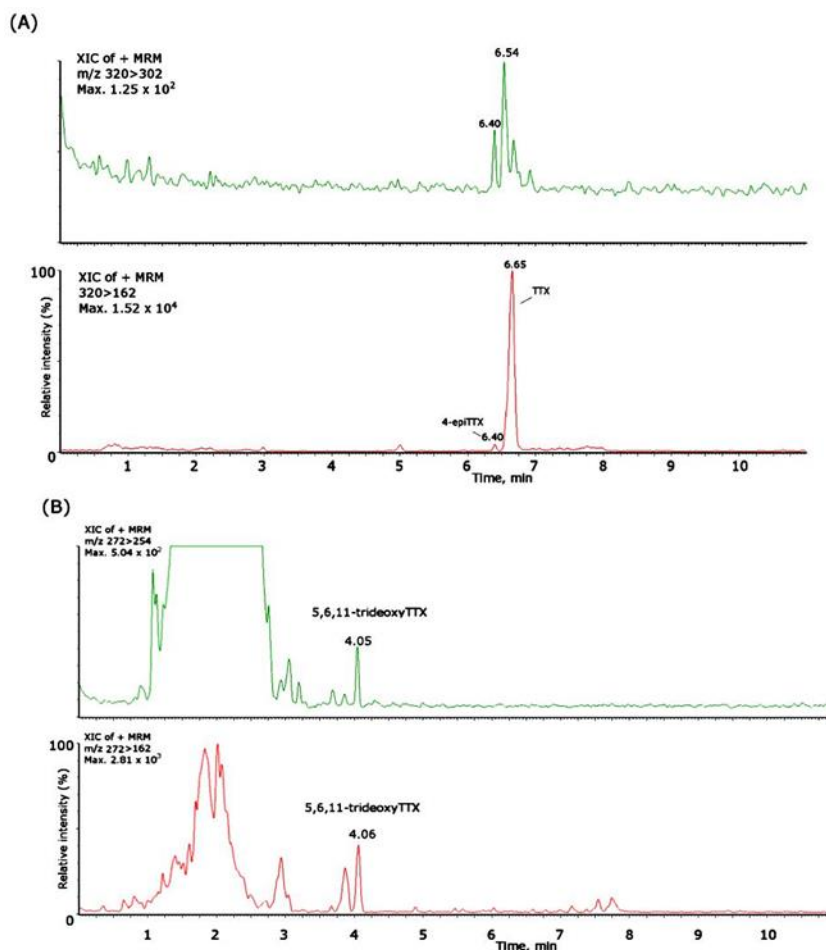 (A)
XIC of + MRM
m/z 320>302
Max. 1.25 x 10²
6.40
6.54
100
XIC of + MRM
320>162
Max. 1.52 x 10⁴
6.65
TTX
4-epiTTX
6.40
Relative intensity (%)
0
1 2 3 4 5 6 7 8 9 10
Time, min
(B)
XIC of + MRM
m/z 272>254
Max. 5.04 x 10²
5,6,11-trideoxyTTX
4.05
100
XIC of + MRM
m/z 272>162
Max. 2.81 x 10³
5,6,11-trideoxyTTX
4.06
Relative intensity (%)
0
1 2 3 4 5 6 7 8 9 10
Time, min